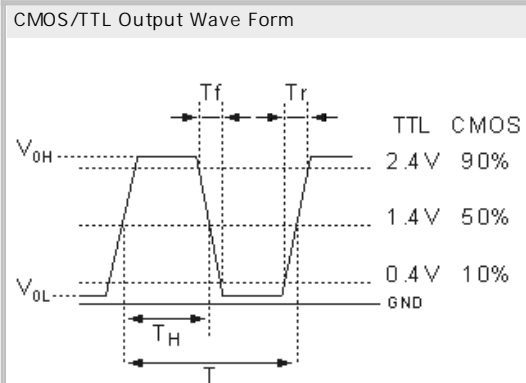 CMOS/TTL Output Wave Form
Tf Tr
TTL CMOS
V0H 2.4V 90%
1.4V 50%
0.4V 10%
V0L GND
TH
T